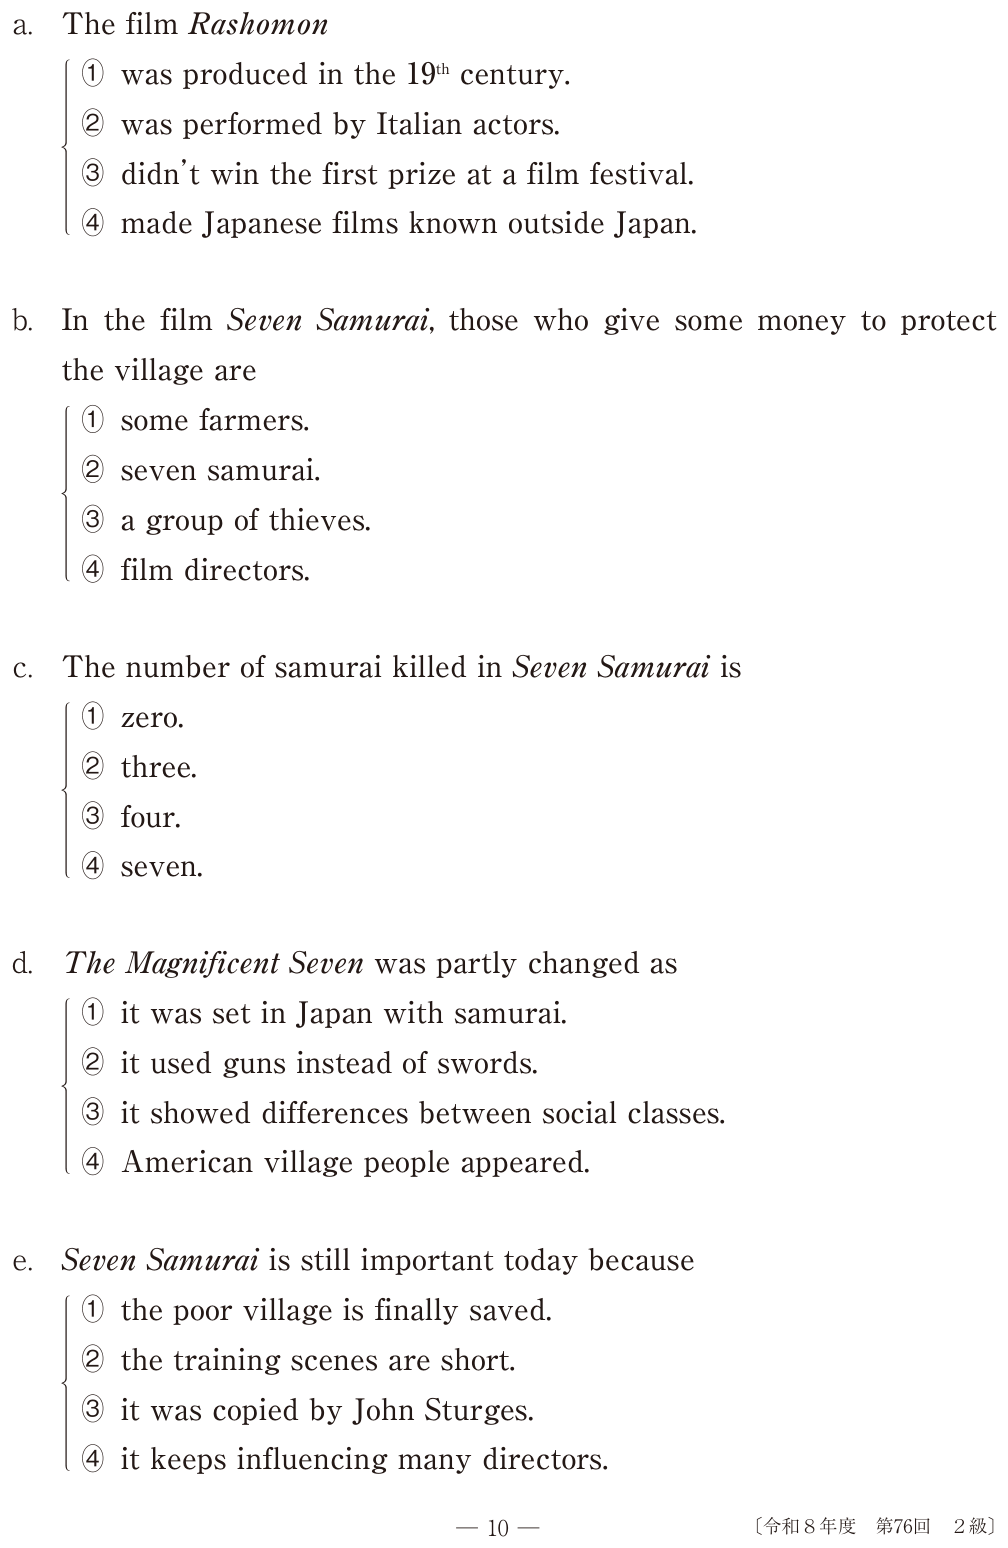 a. The film Rashomon
① was produced in the 19th century.
② was performed by Italian actors.
③ didn't win the first prize at a film festival.
④ made Japanese films known outside Japan.
b. In the film Seven Samurai, those who give some money to protect
the village are
① some farmers.
② seven samurai.
③ a group of thieves.
④ film directors.
c. The number of samurai killed in Seven Samurai is
① zero.
② three.
③ four.
④ seven.
d. The Magnificent Seven was partly changed as
① it was set in Japan with samurai.
② it used guns instead of swords.
③ it showed differences between social classes.
④ American village people appeared.
e. Seven Samurai is still important today because
① the poor village is finally saved.
② the training scenes are short.
③ it was copied by John Sturges.
④ it keeps influencing many directors.
― 10 ― 〔令和8年度 第76回 2級〕